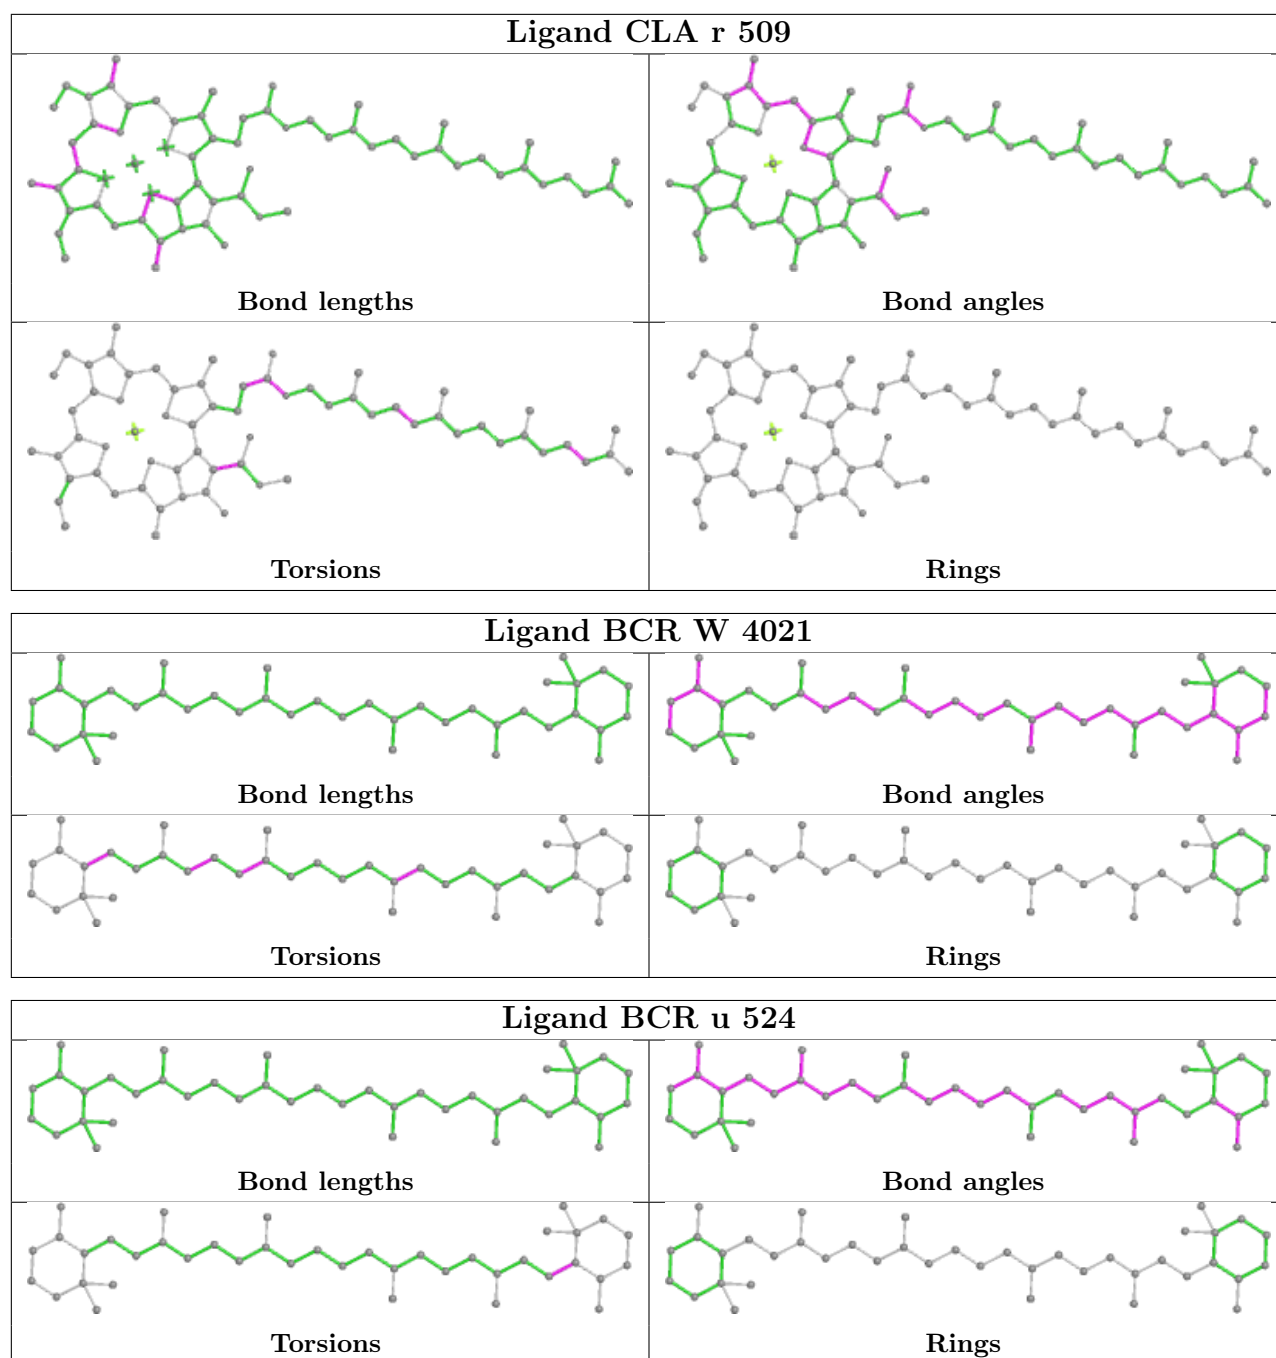 Ligand CLA r 509
Bond lengths
Bond angles
Torsions
Rings
Ligand BCR W 4021
Bond lengths
Bond angles
Torsions
Rings
Ligand BCR u 524
Bond lengths
Bond angles
Torsions
Rings